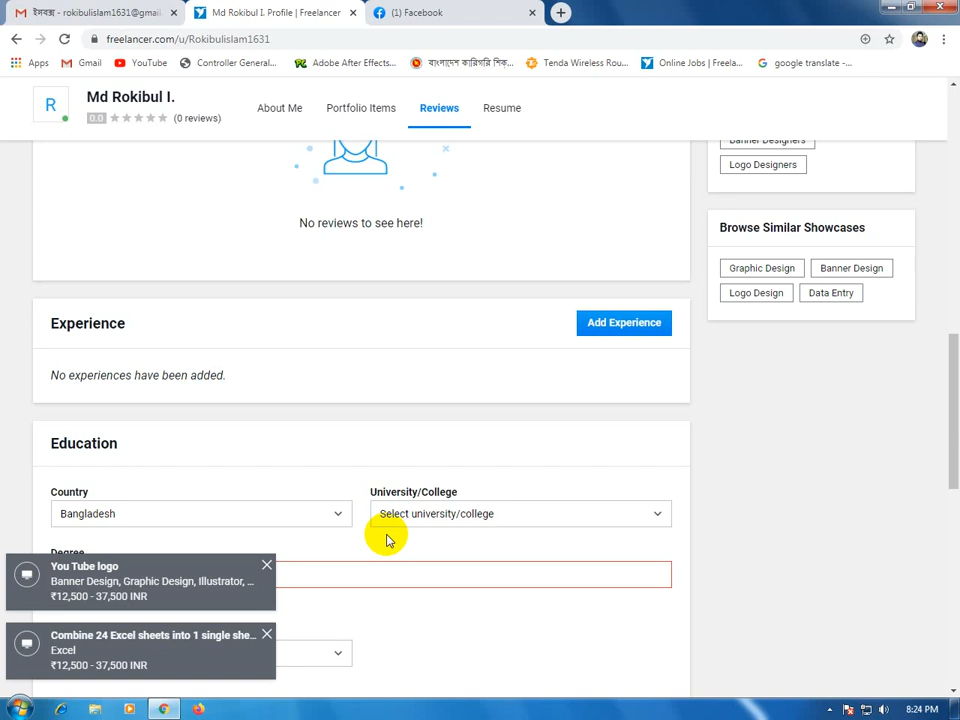 ইনবক্স - rokibulislam1631@gmai
Md Rokibul I. Profile | Freelancer
(1) Facebook
freelancer.com/u/Rokibulislam1631
Apps
Gmail
YouTube
Controller General...
Adobe After Effects...
বাংলাদেশ কারিগরি শিক...
Tenda Wireless Rou...
Online Jobs | Freela...
google translate -...
R
Md Rokibul I.
0.0 (0 reviews)
About Me
Portfolio Items
Reviews
Resume
Banner Designers
Logo Designers
No reviews to see here!
Browse Similar Showcases
Graphic Design
Banner Design
Logo Design
Data Entry
Experience
Add Experience
No experiences have been added.
Education
Country
University/College
Bangladesh
Select university/college
Degree
You Tube logo
Banner Design, Graphic Design, Illustrator, ...
₹12,500 - 37,500 INR
Combine 24 Excel sheets into 1 single she...
Excel
₹12,500 - 37,500 INR
8:24 PM